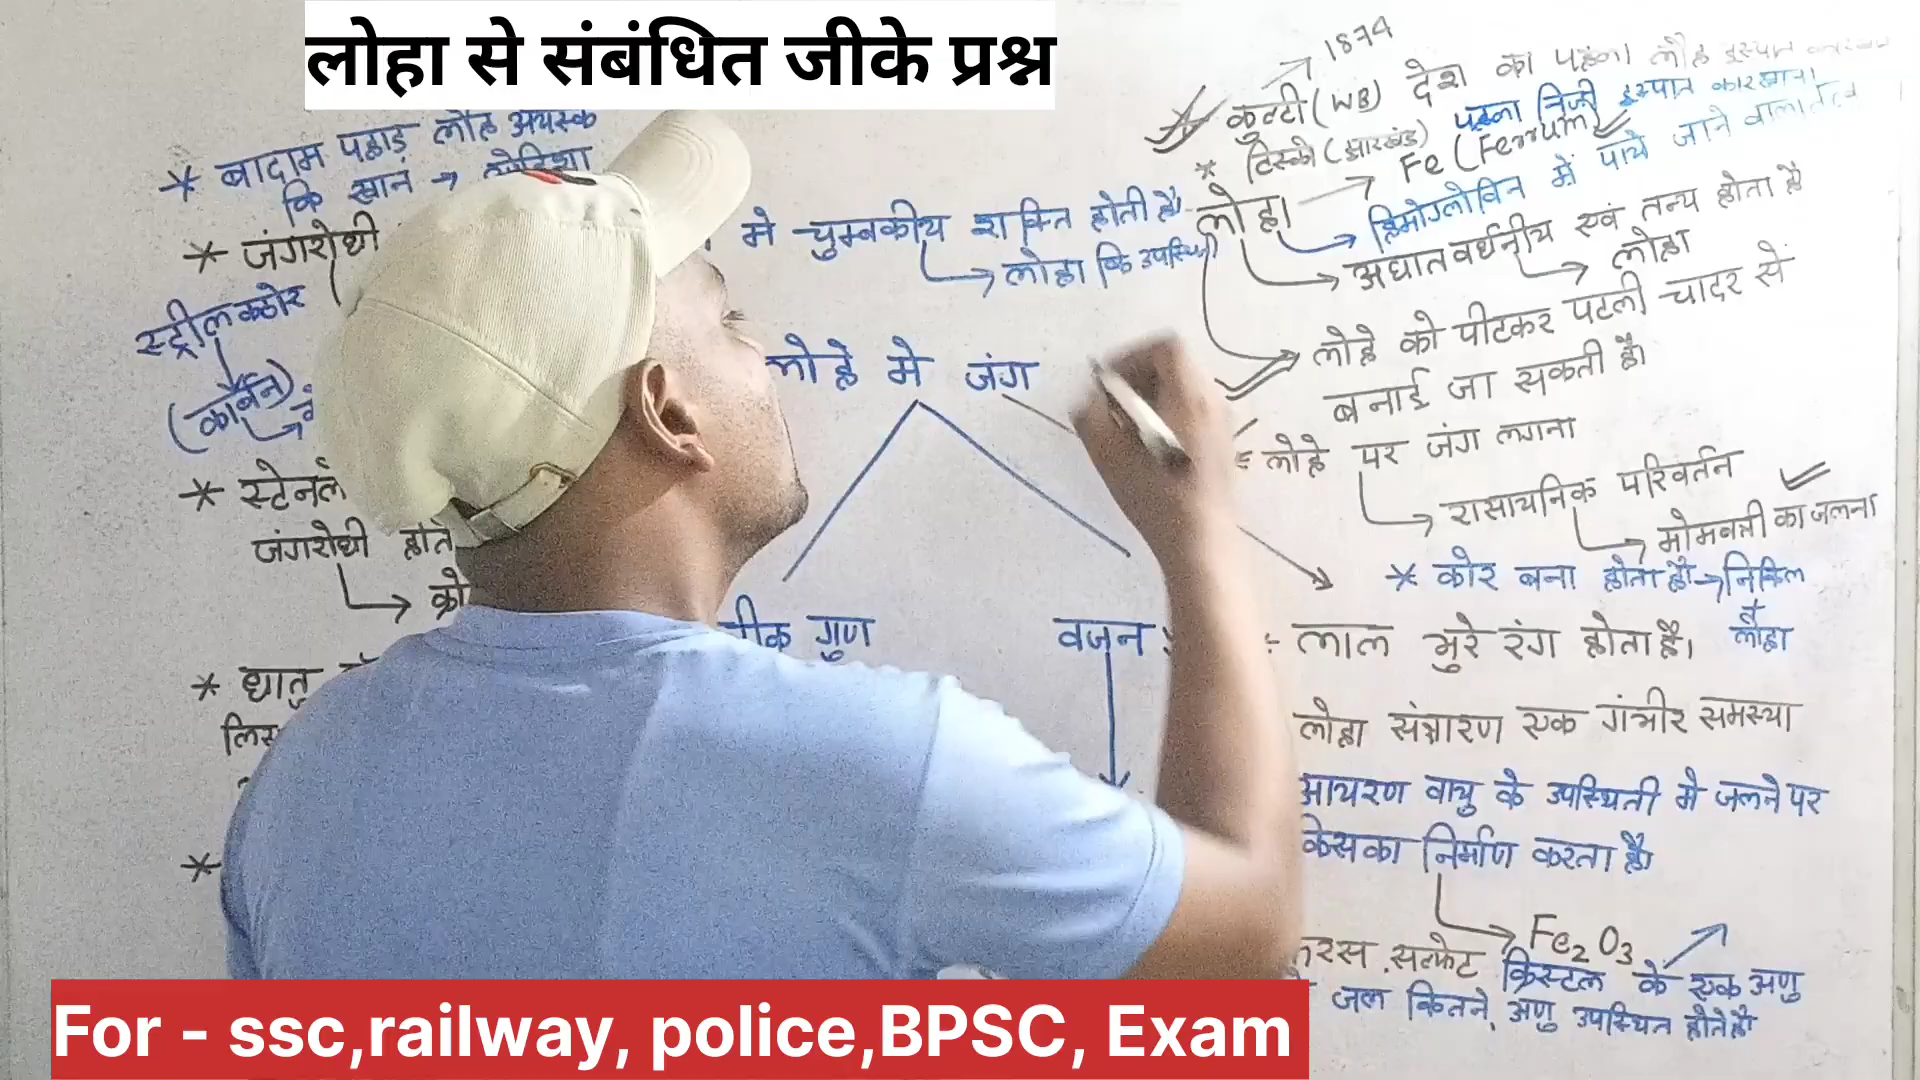 लोहा से संबंधित जीके प्रश्न
* बादाम पहाड़ लौह अयस्क
कि खान →
* जंगरोधी
स्ट्रील कठोर
(कार्बन)
* स्टेनले
जंगरोधी होते
क्रो
* धातु
लिस
*
मे चुम्बकीय शक्ति होती है
लोहा कि उपस्थिती
लोहे मे जंग
गुण
वजन
1874
* कुल्टी (WB) देश का पहला लौह इस्पात
* टिस्को (झारखंड) पहला निजी इस्पात कारखाना
लोहा → Fe (Ferrum)
हिमोग्लोबिन में पाये जाने वाला तत्व
अघातवर्धनीय एवं तन्य होता है
लोहा
लोहे को पीटकर पतली चादर से
बनाई जा सकती है।
लोहे पर जंग लगना
रासायनिक परिवर्तन
मोमबत्ती का जलना
* कोर बना होता है → निकिल
लोहा
लाल भुरे रंग होता है।
लोहा संक्षारण एक गंभीर समस्या
आयरण वायु के उपस्थिती मे जलने पर
निर्माण करता है।
Fe2O3
सल्फेट क्रिस्टल के एक अणु
जल कितने अणु उपस्थित होते है
For - ssc,railway, police,BPSC, Exam